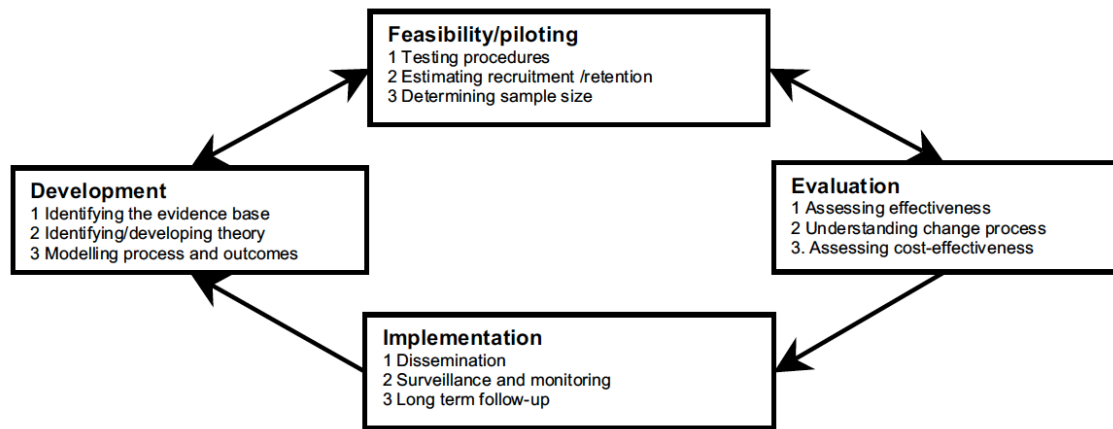 Feasibility/piloting
1 Testing procedures
2 Estimating recruitment /retention
3 Determining sample size
Development
1 Identifying the evidence base
2 Identifying/developing theory
3 Modelling process and outcomes
Evaluation
1 Assessing effectiveness
2 Understanding change process
3. Assessing cost-effectiveness
Implementation
1 Dissemination
2 Surveillance and monitoring
3 Long term follow-up